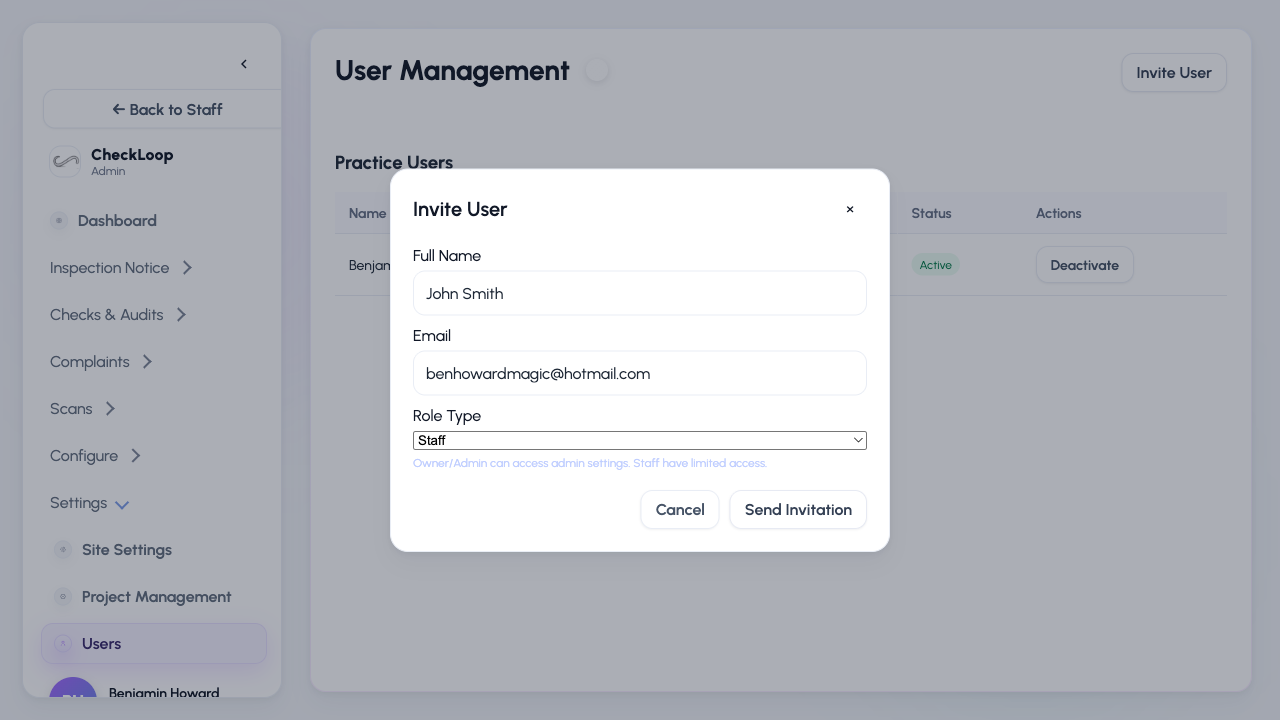 ← Back to Staff
CheckLoop
Admin
Dashboard
Inspection Notice
Checks & Audits
Complaints
Scans
Configure
Settings
Site Settings
Project Management
Users
Benjamin Howard
User Management
Invite User
Practice Users
Name
Status
Actions
Benjam
Active
Deactivate
Invite User
×
Full Name
John Smith
Email
benhowardmagic@hotmail.com
Role Type
Staff
Owner/Admin can access admin settings. Staff have limited access.
Cancel
Send Invitation